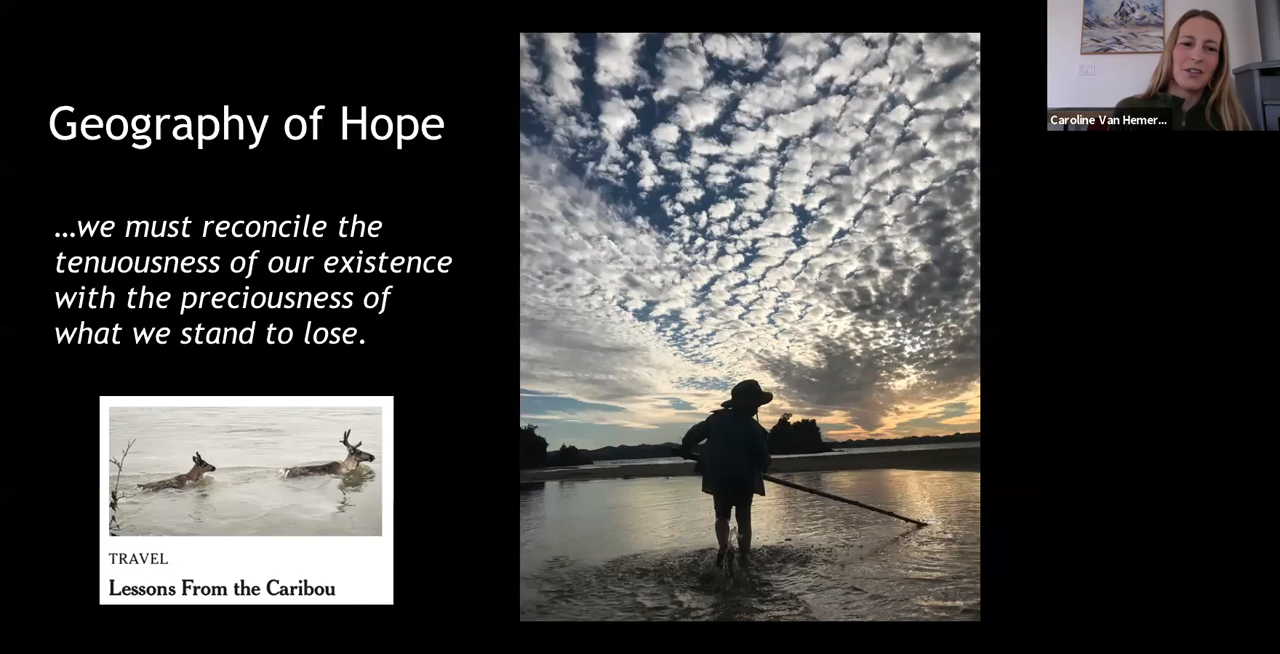 Geography of Hope
…we must reconcile the
tenuousness of our existence
with the preciousness of
what we stand to lose.
TRAVEL
Lessons From the Caribou
Caroline Van Hemer...